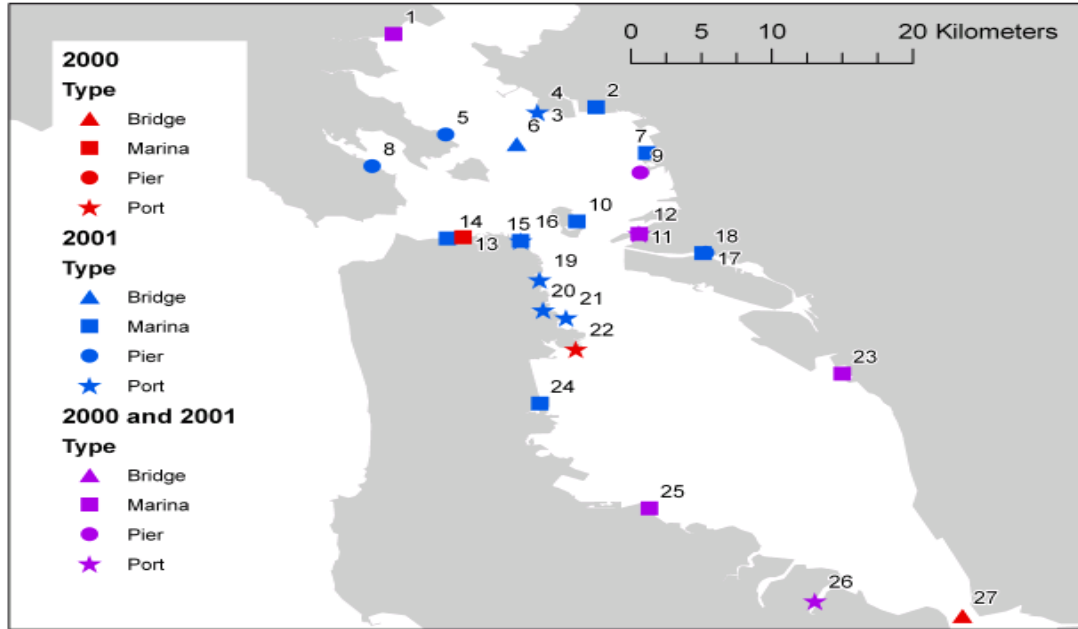 0 5 10 20 Kilometers
2000
Type
Bridge
Marina
Pier
Port
2001
Type
Bridge
Marina
Pier
Port
2000 and 2001
Type
Bridge
Marina
Pier
Port
1
4
2
3
5
6
7
8
9
10
12
14
16
15
11
13
18
17
19
20
21
22
23
24
25
26
27